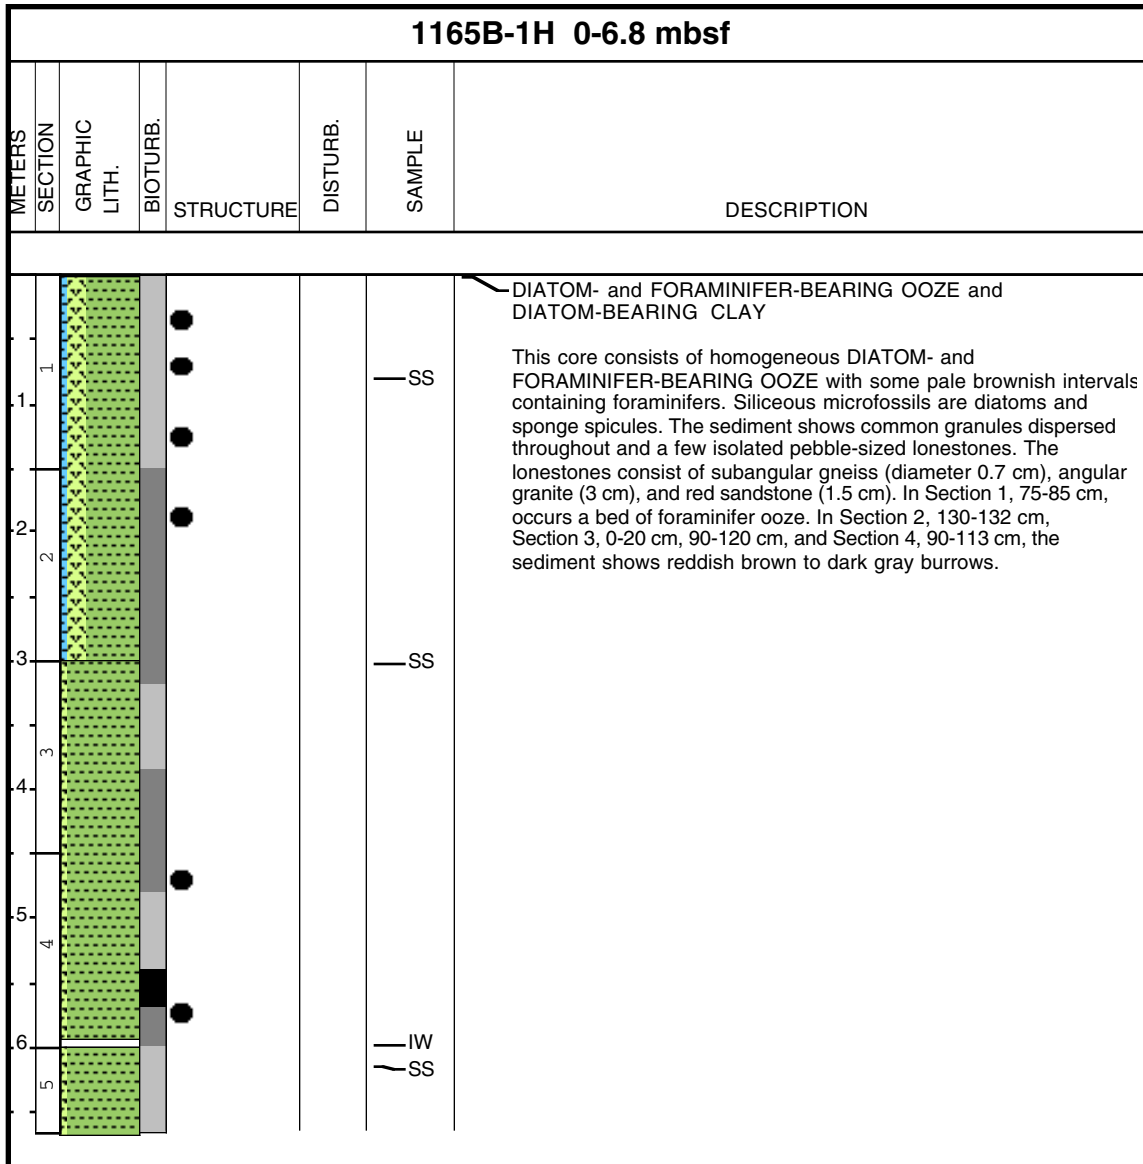 1165B-1H 0-6.8 mbsf
METERS
SECTION
GRAPHIC
LITH.
BIOTURB.
STRUCTURE
DISTURB.
SAMPLE
DESCRIPTION
DIATOM- and FORAMINIFER-BEARING OOZE and
DIATOM-BEARING CLAY
This core consists of homogeneous DIATOM- and
FORAMINIFER-BEARING OOZE with some pale brownish intervals
containing foraminifers. Siliceous microfossils are diatoms and
sponge spicules. The sediment shows common granules dispersed
throughout and a few isolated pebble-sized lonestones. The
lonestones consist of subangular gneiss (diameter 0.7 cm), angular
granite (3 cm), and red sandstone (1.5 cm). In Section 1, 75-85 cm,
occurs a bed of foraminifer ooze. In Section 2, 130-132 cm,
Section 3, 0-20 cm, 90-120 cm, and Section 4, 90-113 cm, the
sediment shows reddish brown to dark gray burrows.
1
SS
1
2
2
3
SS
3
4
5
4
6
IW
SS
5